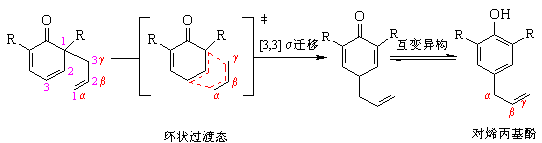 O R R 1 2 3 3γ 2β 1α
O R R γ β α ‡
[3,3] σ迁移
O R R
互变异构
OH R R α β γ
环状过渡态
对烯丙基酚